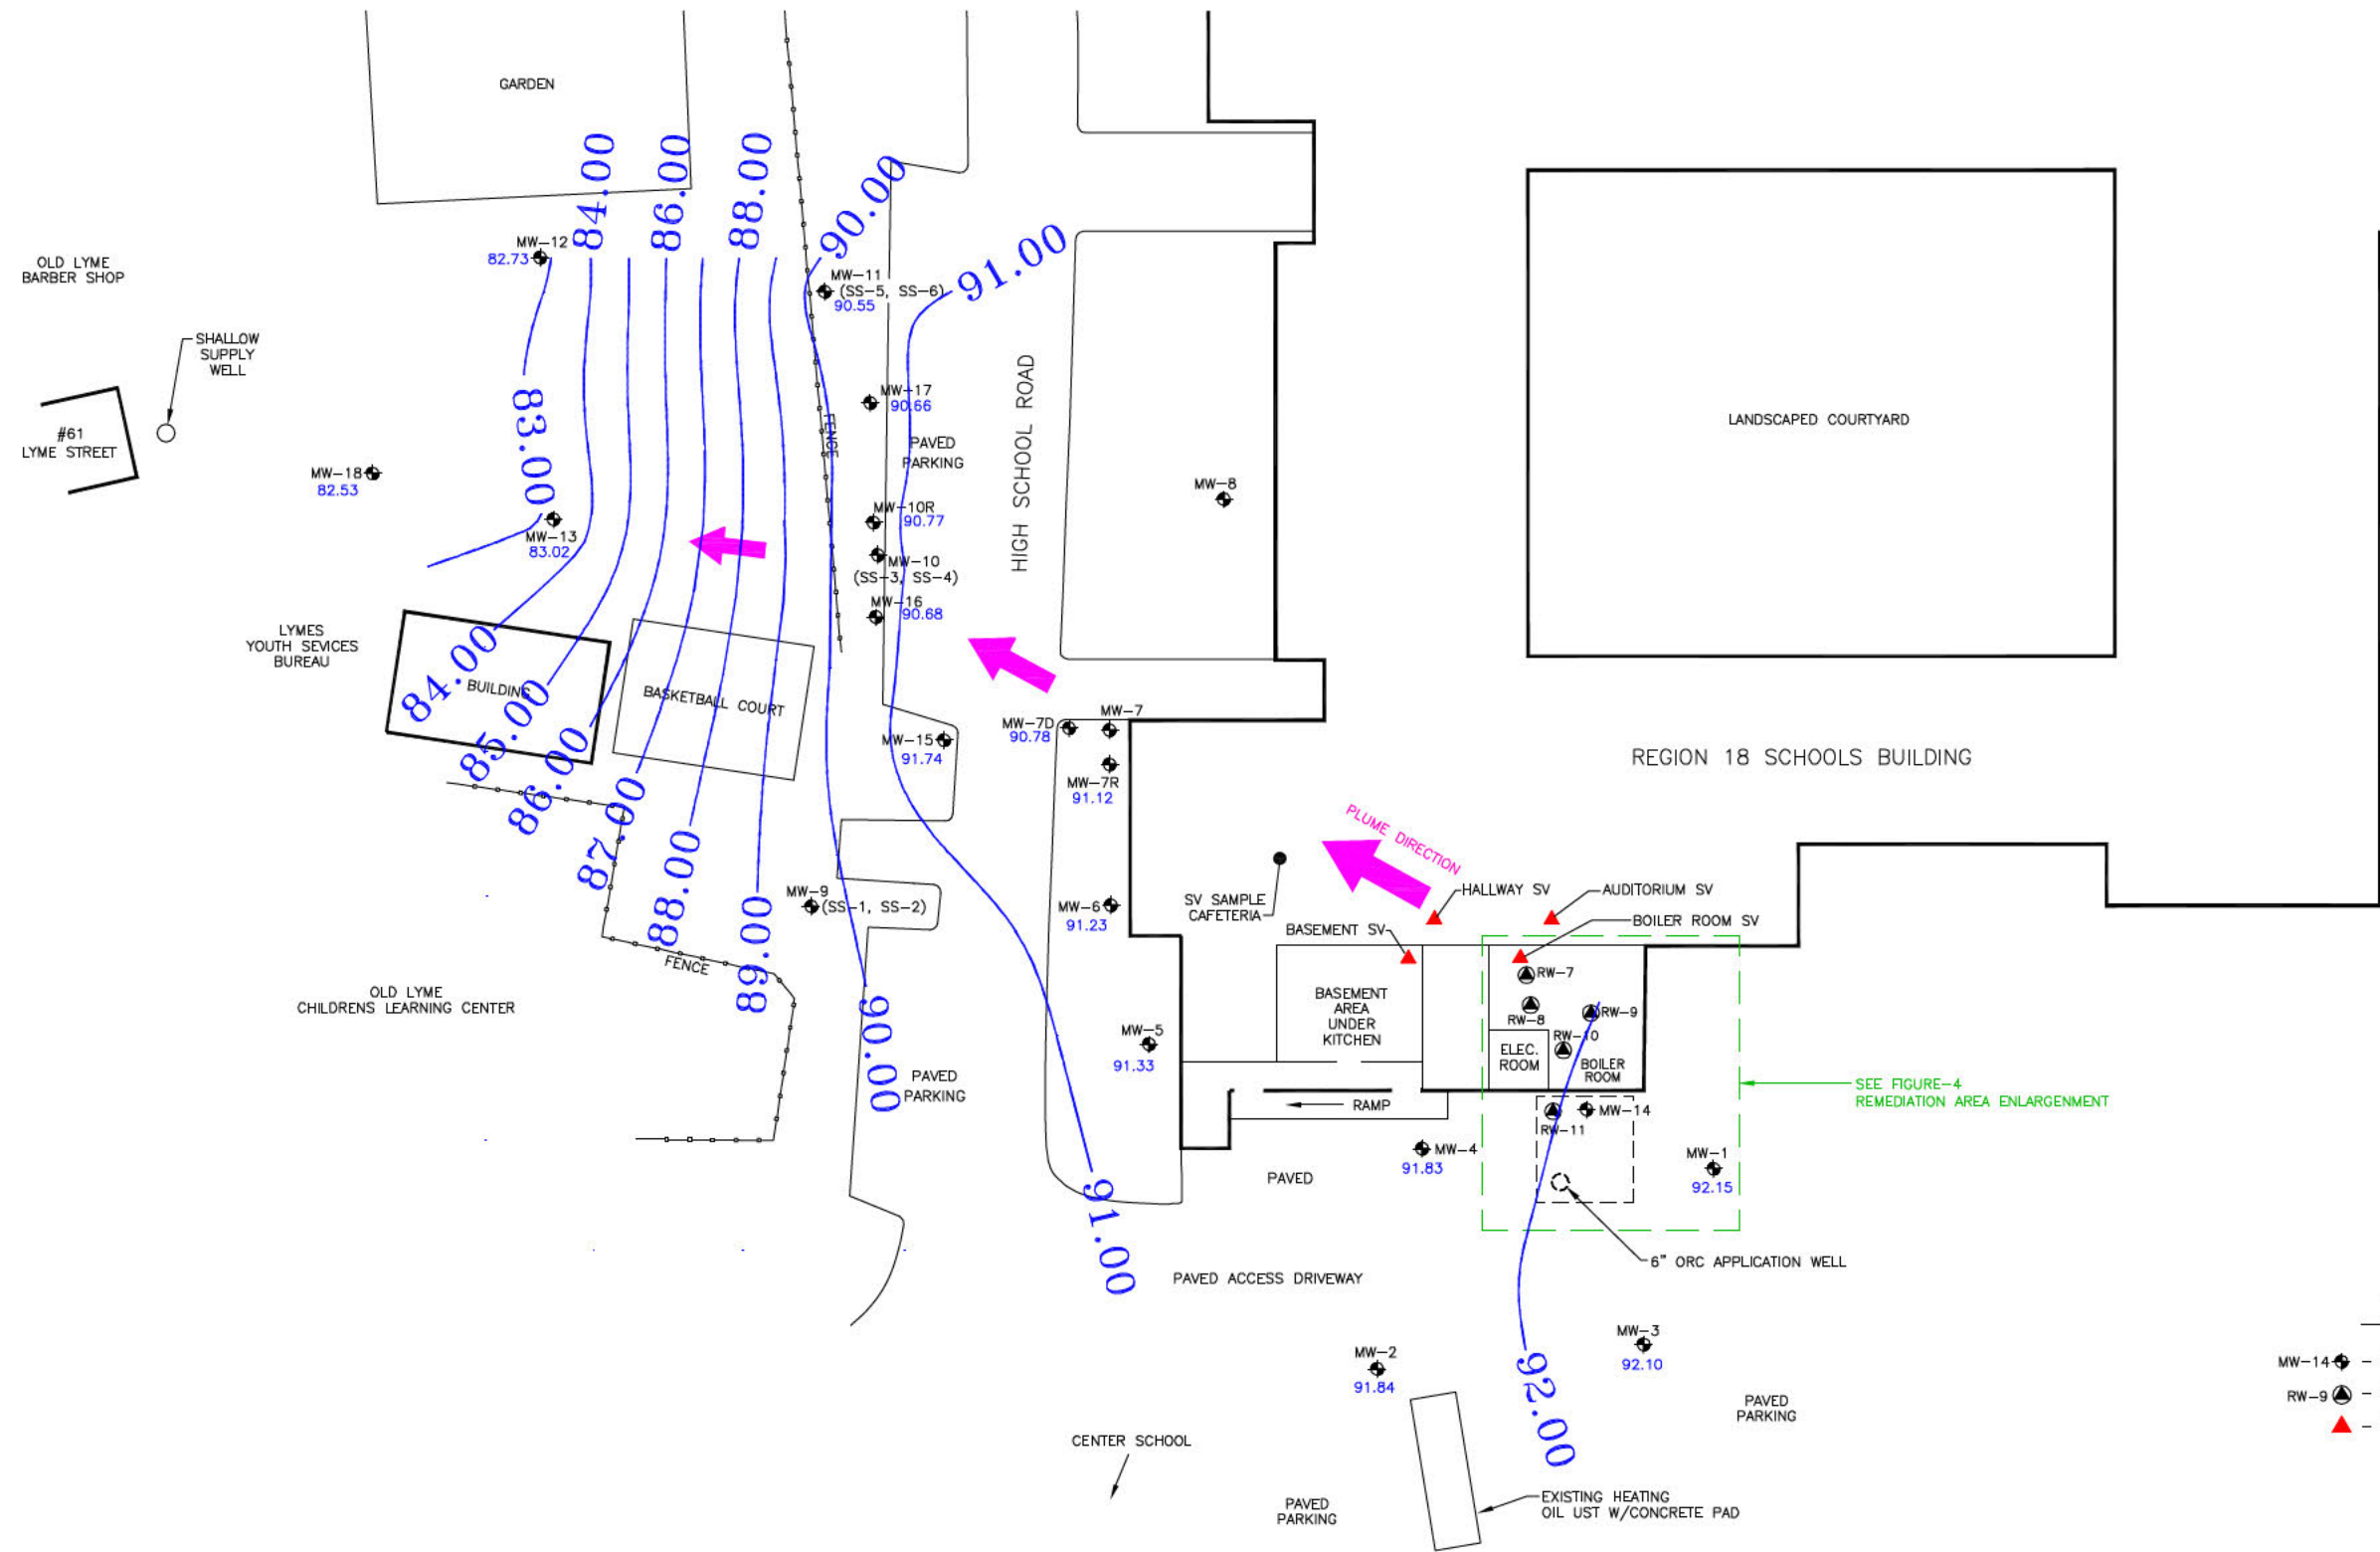 GARDEN
84.00
86.00
88.00
90.00
91.00
MW-12
82.73
OLD LYME
BARBER SHOP
MW-11
(SS-5, SS-6)
90.55
SHALLOW
SUPPLY
WELL
#61
LYME STREET
83.00
MW-17
90.66
FENCE
PAVED
PARKING
HIGH SCHOOL ROAD
LANDSCAPED COURTYARD
MW-18
82.53
MW-8
MW-13
83.02
MW-10R
90.77
MW-10
(SS-3, SS-4)
MW-16
90.68
LYMES
YOUTH SEVICES
BUREAU
BUILDING
BASKETBALL COURT
84.00
85.00
86.00
87.00
88.00
89.00
90.00
91.00
MW-15
91.74
MW-7D
90.78
MW-7
MW-7R
91.12
REGION 18 SCHOOLS BUILDING
PLUME DIRECTION
MW-9
(SS-1, SS-2)
MW-6
91.23
SV SAMPLE
CAFETERIA
HALLWAY SV
AUDITORIUM SV
BASEMENT SV
BOILER ROOM SV
FENCE
OLD LYME
CHILDRENS LEARNING CENTER
BASEMENT
AREA
UNDER
KITCHEN
RW-7
RW-8
RW-9
RW-10
ELEC.
ROOM
BOILER
ROOM
MW-5
91.33
PAVED
PARKING
RAMP
SEE FIGURE-4
REMEDIATION AREA ENLARGENMENT
MW-14
RW-11
MW-4
91.83
MW-1
92.15
PAVED
6" ORC APPLICATION WELL
PAVED ACCESS DRIVEWAY
MW-3
92.10
MW-2
91.84
92.00
PAVED
PARKING
MW-14
RW-9
CENTER SCHOOL
PAVED
PARKING
EXISTING HEATING
OIL UST W/CONCRETE PAD